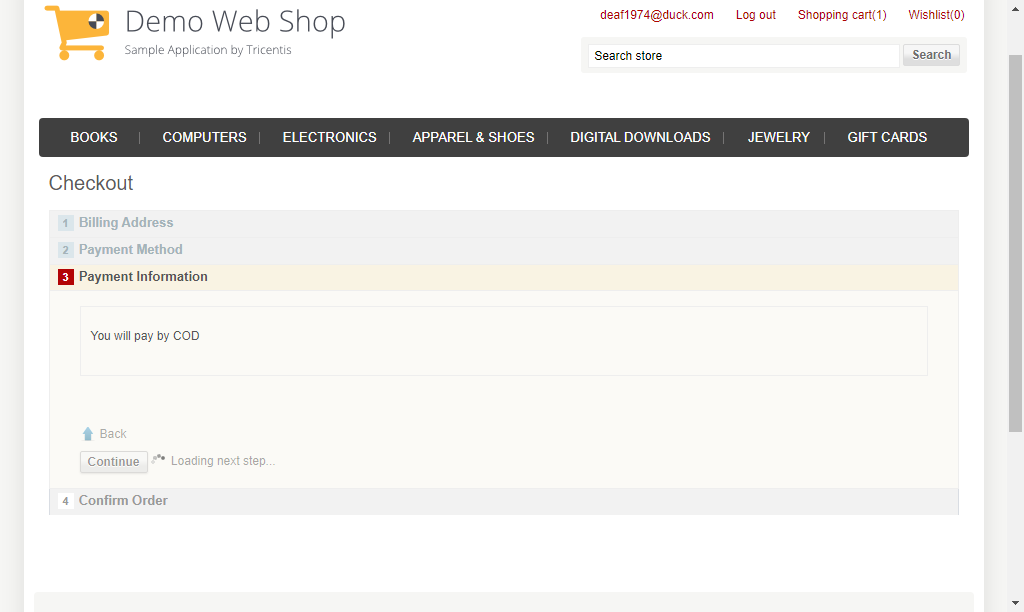 Demo Web Shop
Sample Application by Tricentis
deaf1974@duck.com Log out Shopping cart(1) Wishlist(0)
Search store Search
BOOKS COMPUTERS ELECTRONICS APPAREL & SHOES DIGITAL DOWNLOADS JEWELRY GIFT CARDS
Checkout
1 Billing Address
2 Payment Method
3 Payment Information
You will pay by COD
Back
Continue Loading next step...
4 Confirm Order